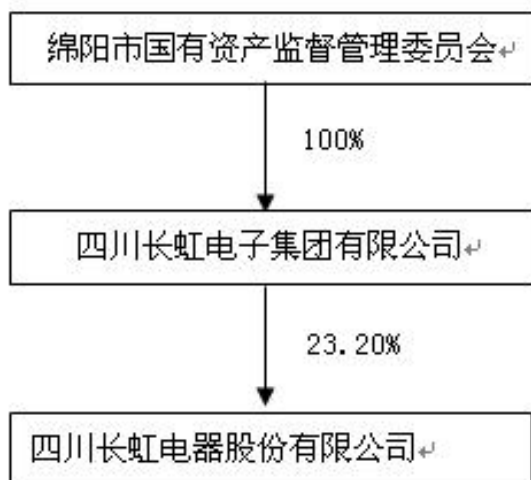 绵阳市国有资产监督管理委员会
100%
四川长虹电子集团有限公司
23.20%
四川长虹电器股份有限公司